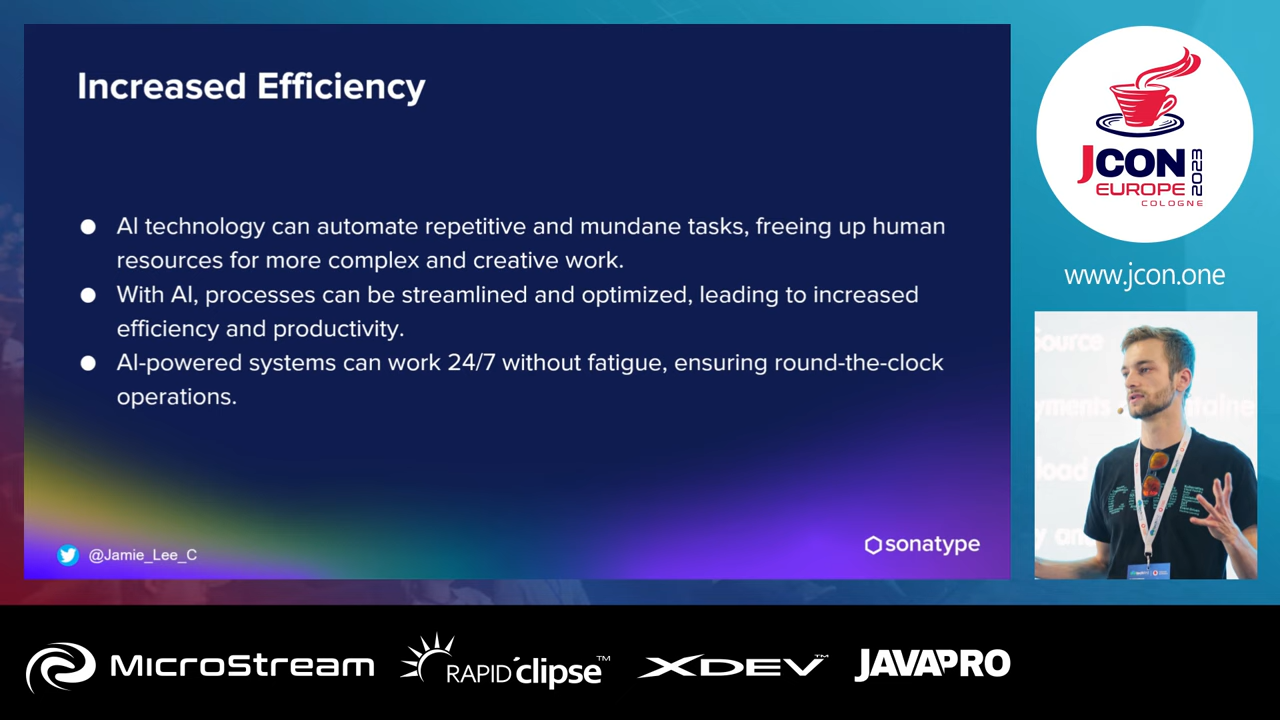 Increased Efficiency
● AI technology can automate repetitive and mundane tasks, freeing up human
resources for more complex and creative work.
● With AI, processes can be streamlined and optimized, leading to increased
efficiency and productivity.
● AI-powered systems can work 24/7 without fatigue, ensuring round-the-clock
operations.
@Jamie_Lee_C
sonatype
JCON
2023
EUROPE
COLOGNE
www.jcon.one
MicroStream
RAPIDclipse™
XDEV™
JAVAPRO